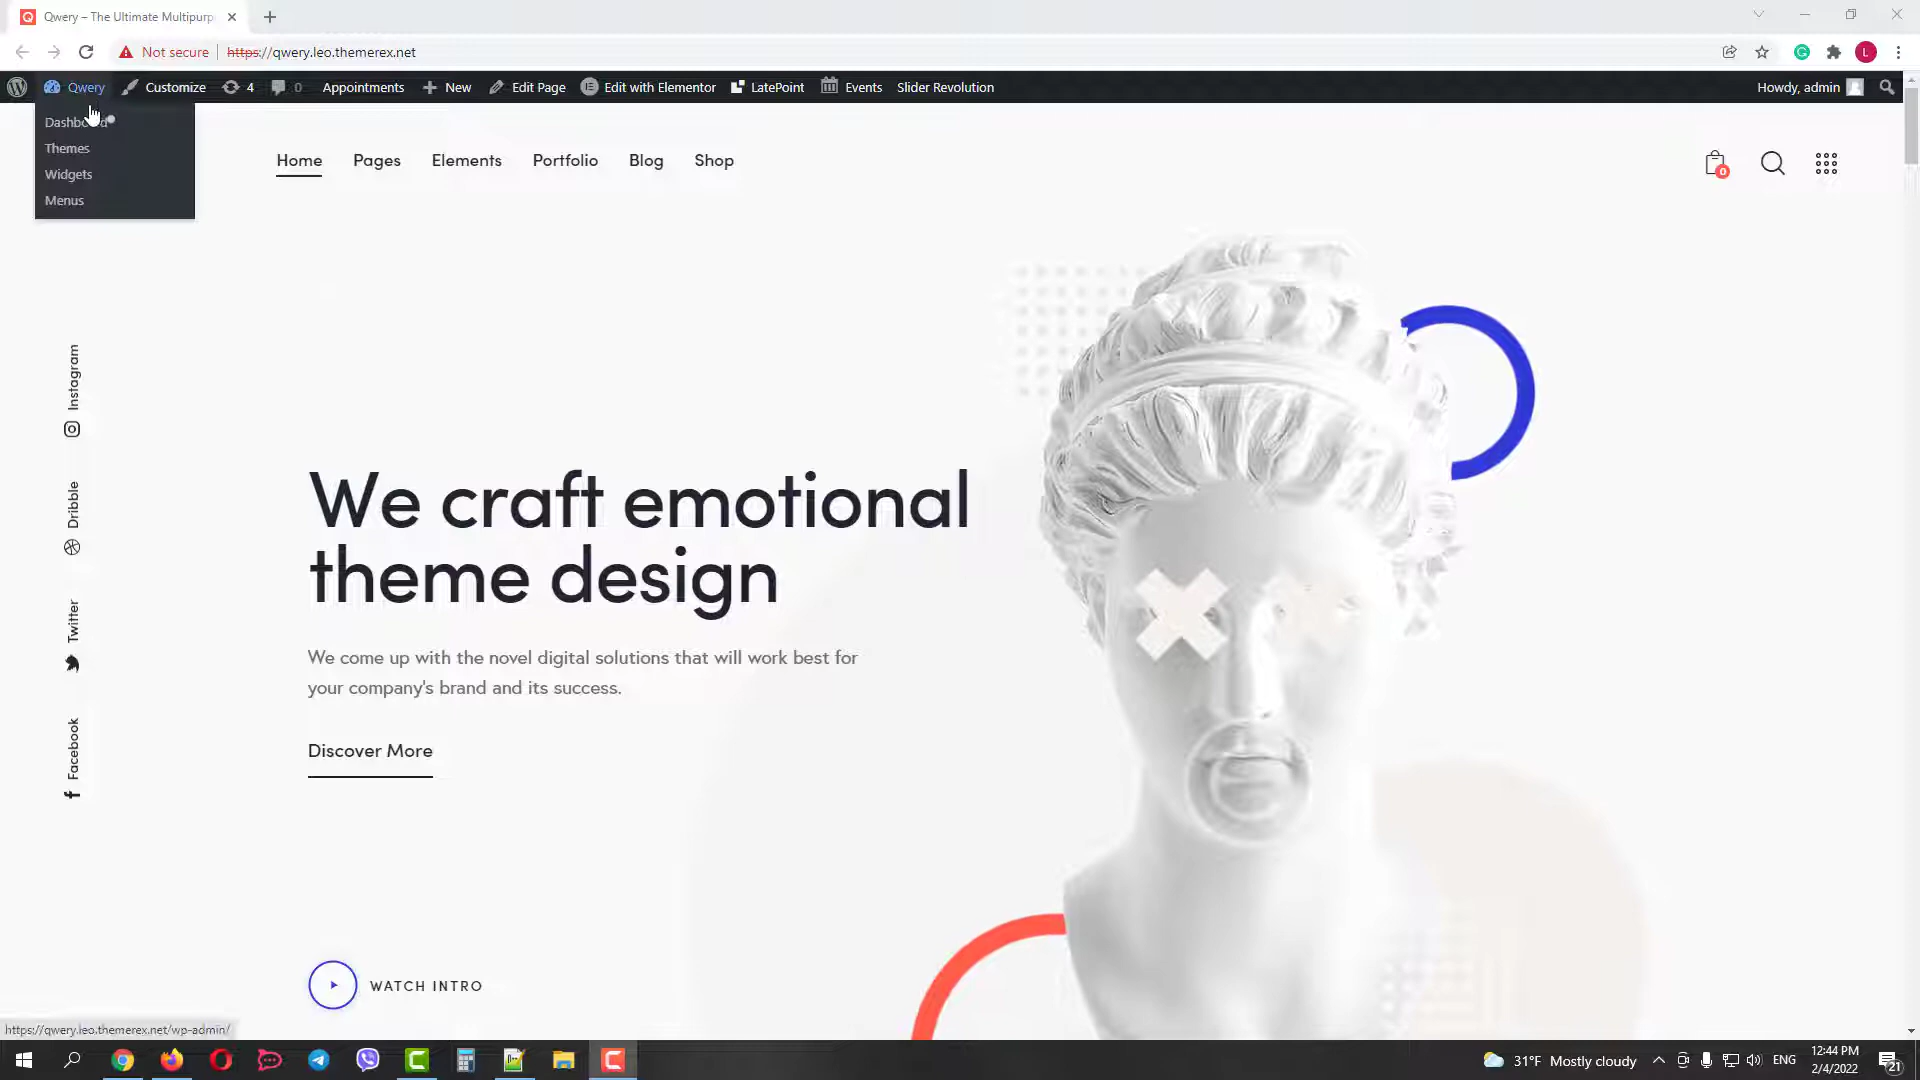 Qwery – The Ultimate Multipurp
Not secure
https://qwery.leo.themerex.net
Qwery
Customize
4
0
Appointments
New
Edit Page
Edit with Elementor
LatePoint
Events
Slider Revolution
Howdy, admin
Themes
Widgets
Menus
Home
Pages
Elements
Portfolio
Blog
Shop
0
Instagram
Dribble
Twitter
Facebook
We craft emotional
theme design
We come up with the novel digital solutions that will work best for
your company's brand and its success.
Discover More
WATCH INTRO
https://qwery.leo.themerex.net/wp-admin/
31°F Mostly cloudy
ENG
12:44 PM
2/4/2022
21